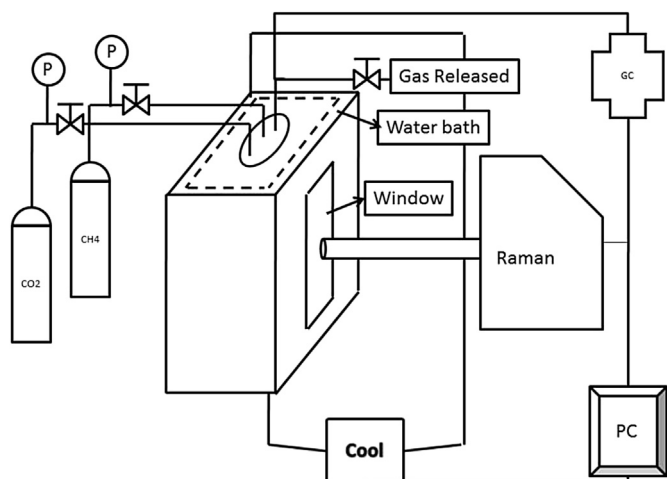 P
P
Gas Released
GC
Water bath
Window
CH4
CO2
Raman
PC
Cool